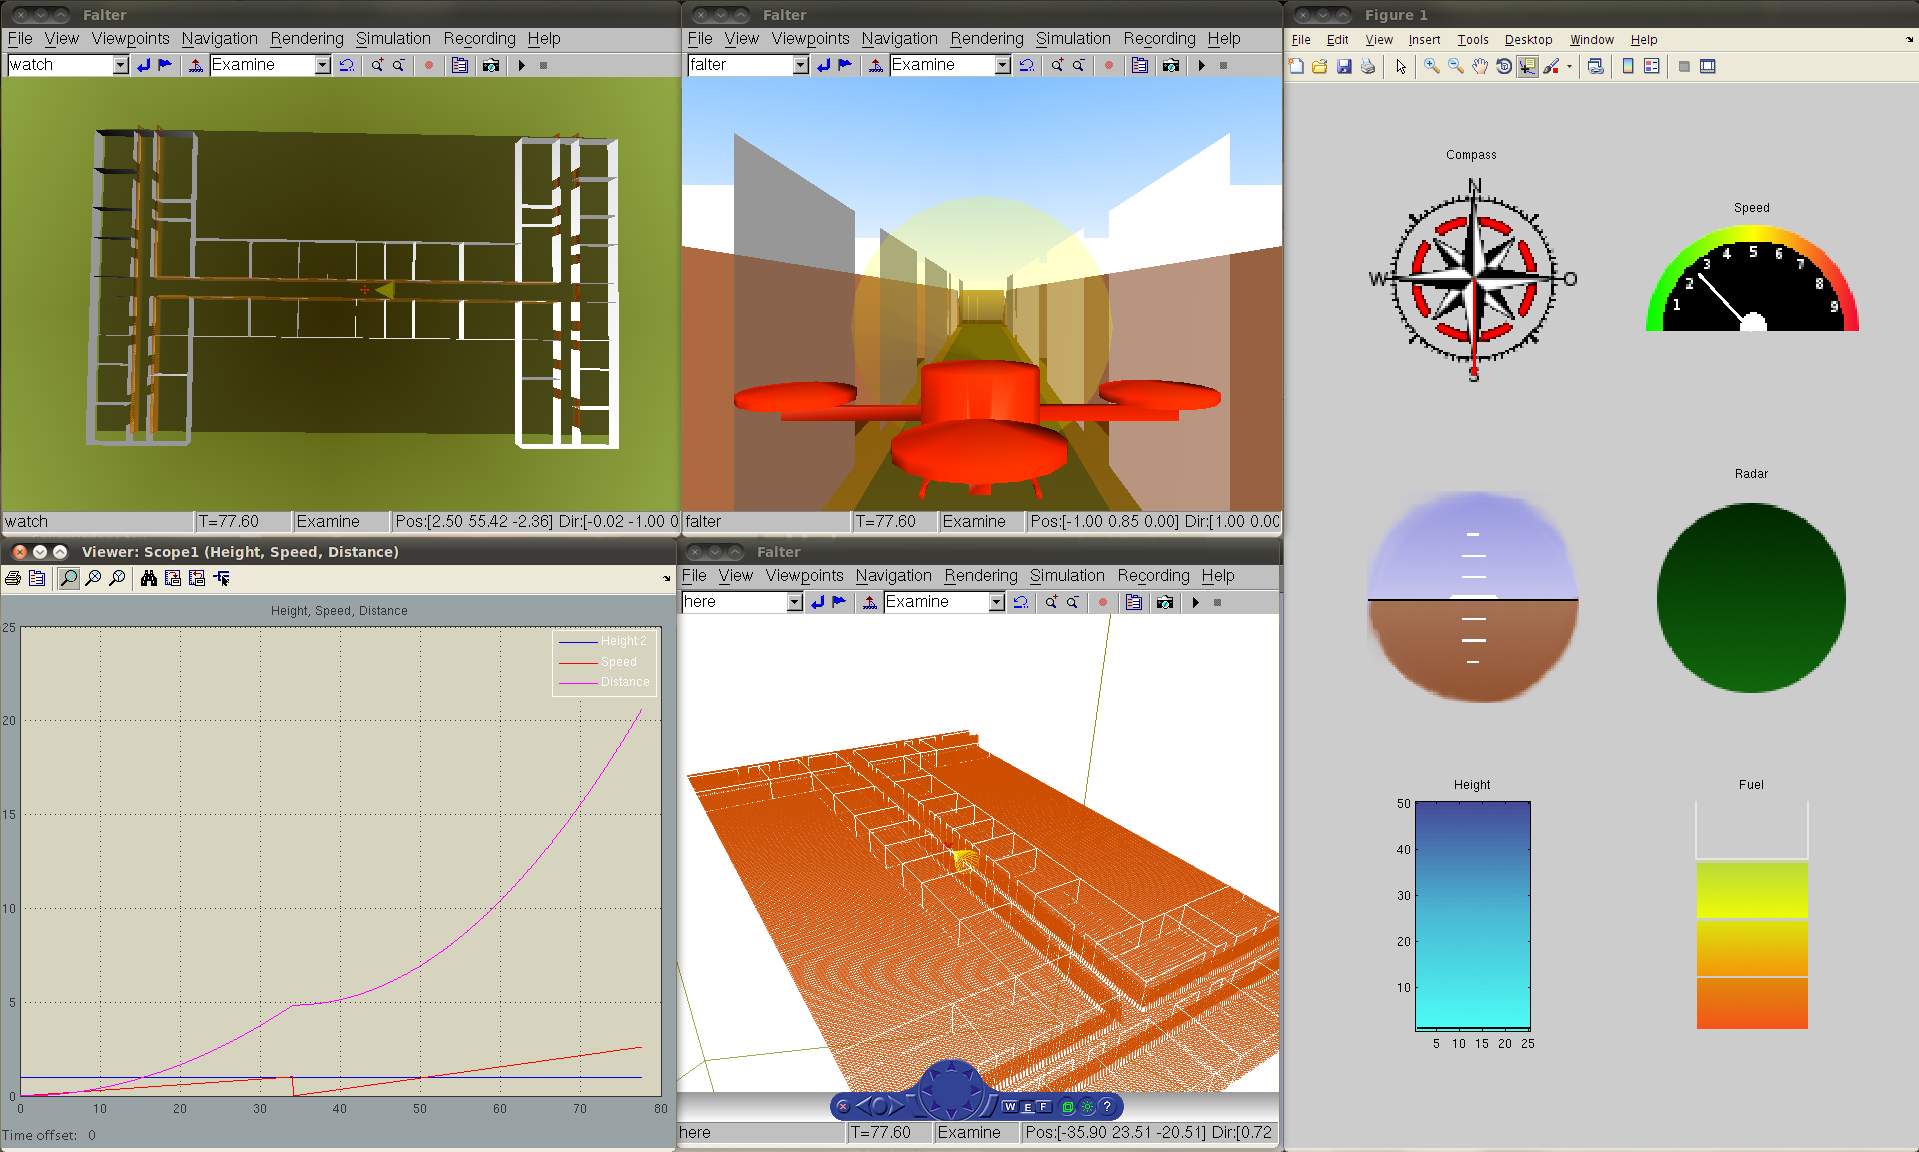 Falter
File View Viewpoints Navigation Rendering Simulation Recording Help
watch Examine
watch T=77.60 Examine Pos:[2.50 55.42 -2.36] Dir:[-0.02 -1.00 0
Falter
File View Viewpoints Navigation Rendering Simulation Recording Help
falter Examine
falter T=77.60 Examine Pos:[-1.00 0.85 0.00] Dir:[1.00 0.00
Figure 1
File Edit View Insert Tools Desktop Window Help
Compass
N
W O
S
Speed
1 2 3 4 5 6 7 8 9
Radar
Height
50
40
30
20
10
5 10 15 20 25
Fuel
Viewer: Scope1 (Height, Speed, Distance)
Height, Speed, Distance
25
20
15
10
5
0
Height:2
Speed
Distance
0 10 20 30 40 50 60 70 80
Time offset: 0
Falter
File View Viewpoints Navigation Rendering Simulation Recording Help
here Examine
W E F ?
here T=77.60 Examine Pos:[-35.90 23.51 -20.51] Dir:[0.72